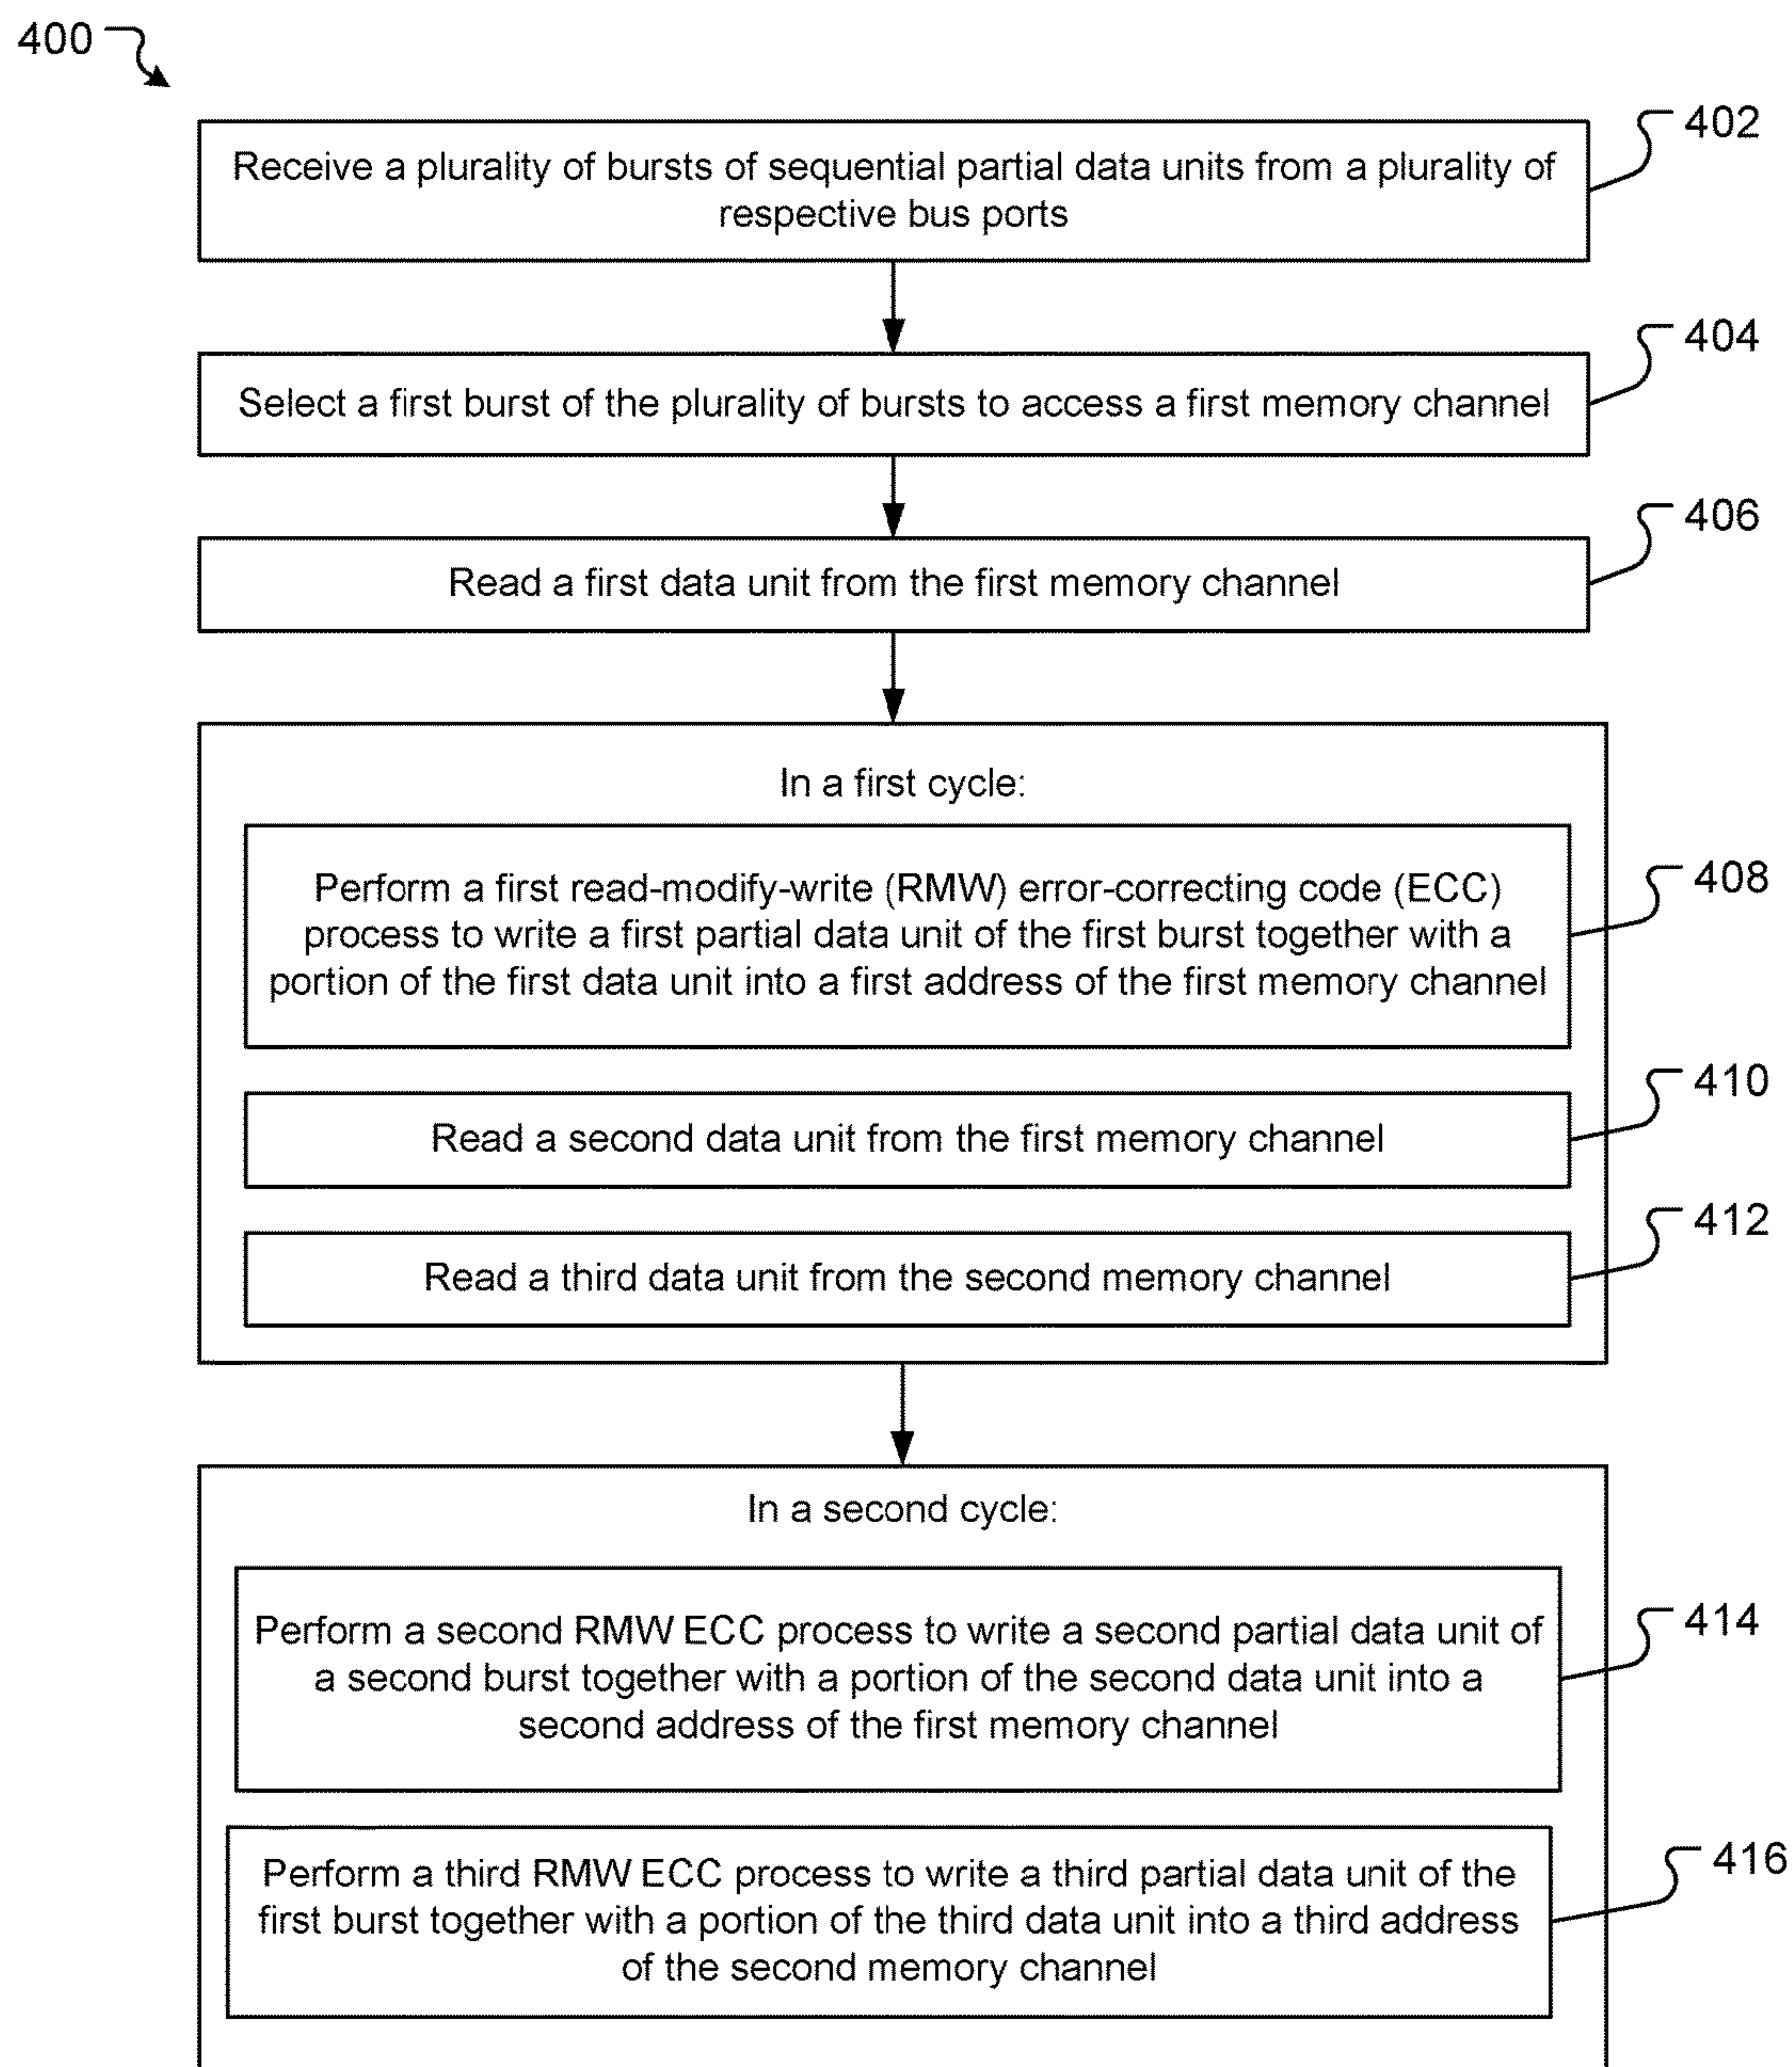 400
402
Receive a plurality of bursts of sequential partial data units from a plurality of
respective bus ports
404
Select a first burst of the plurality of bursts to access a first memory channel
406
Read a first data unit from the first memory channel
In a first cycle:
408
Perform a first read-modify-write (RMW) error-correcting code (ECC)
process to write a first partial data unit of the first burst together with a
portion of the first data unit into a first address of the first memory channel
410
Read a second data unit from the first memory channel
412
Read a third data unit from the second memory channel
In a second cycle:
414
Perform a second RMW ECC process to write a second partial data unit of
a second burst together with a portion of the second data unit into a
second address of the first memory channel
416
Perform a third RMW ECC process to write a third partial data unit of the
first burst together with a portion of the third data unit into a third address
of the second memory channel